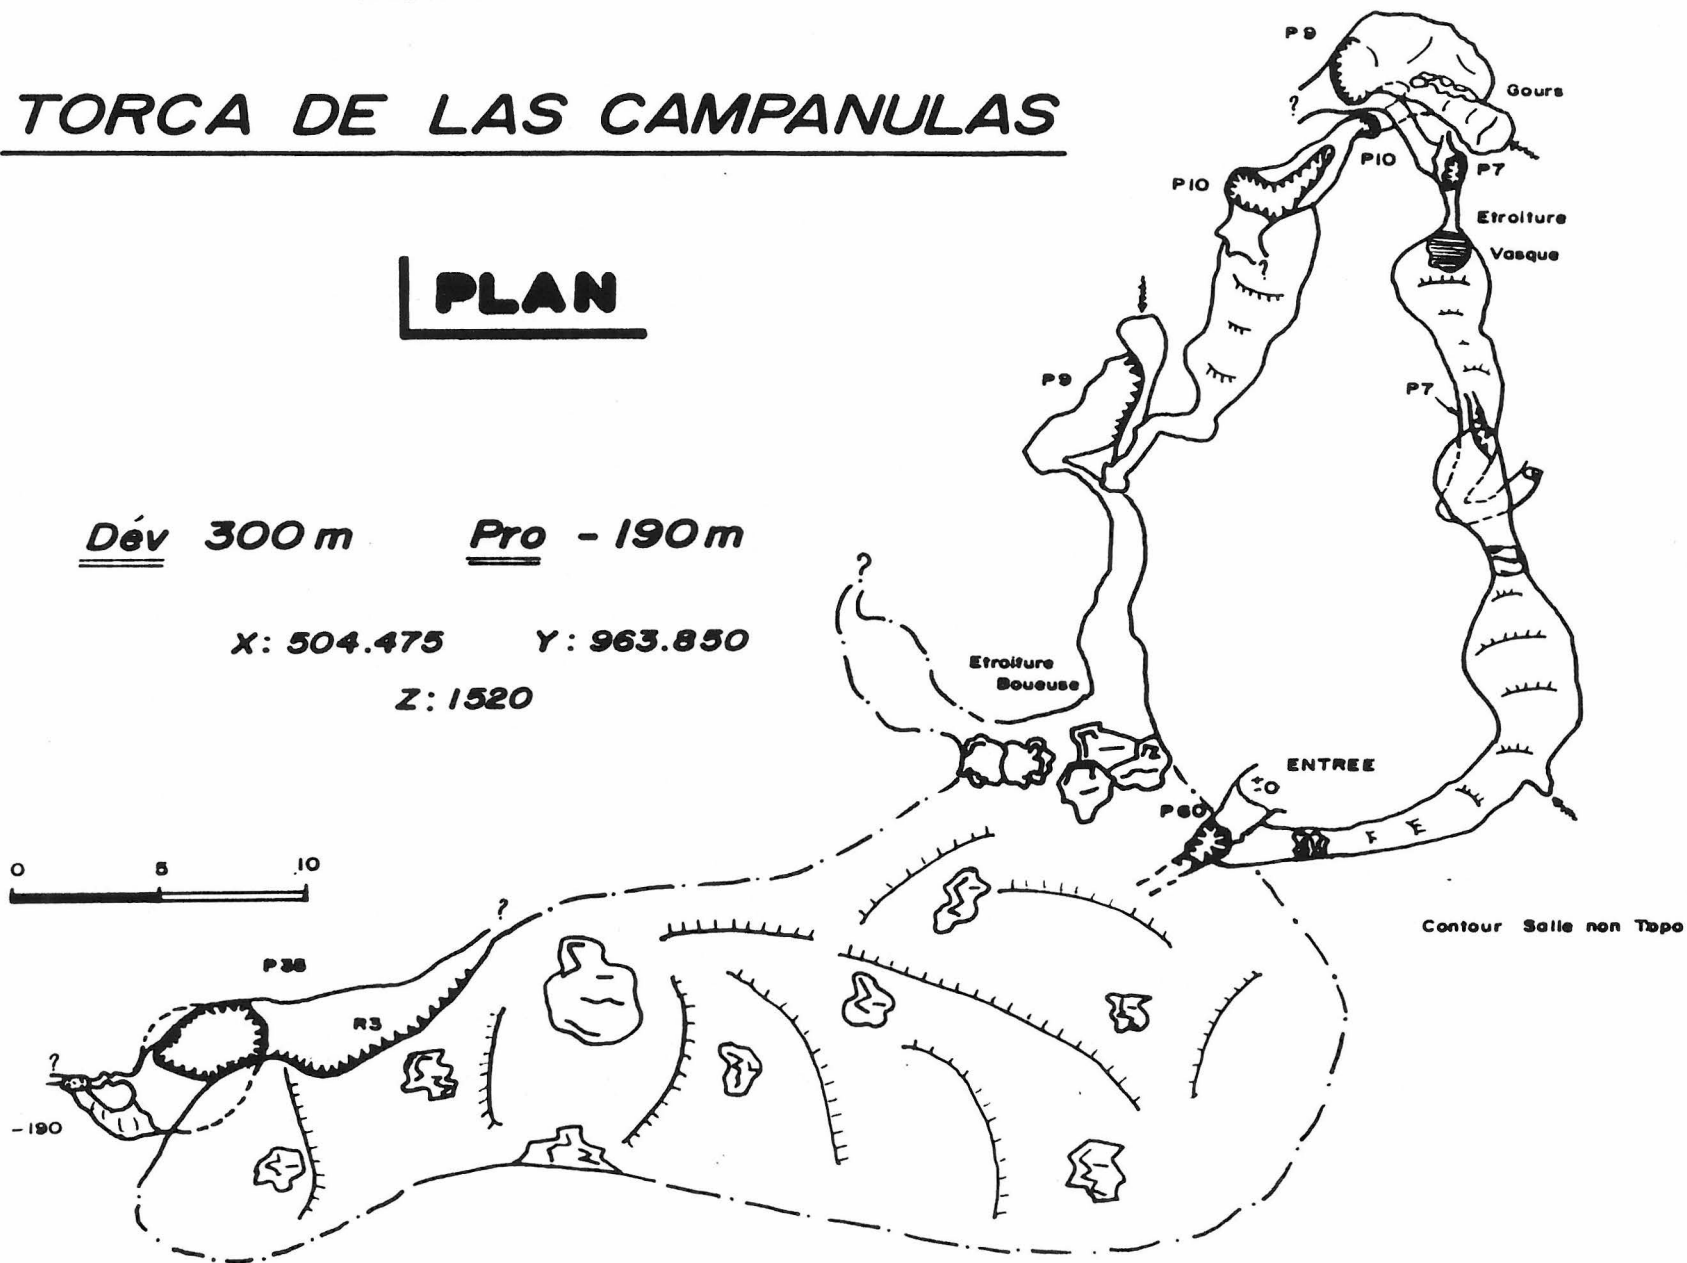 TORCA DE LAS CAMPANULAS
PLAN
Dév 300 m Pro - 190 m
X: 504.475 Y: 963.850
Z: 1520
P9
?
Gours
P10
P7
P10
Etroiture
Vasque
?
P9
P7
?
Etroiture
Boueuse
ENTREE
±0
P60
0 5 10
?
Contour Salle non Topo
R3
?
-190